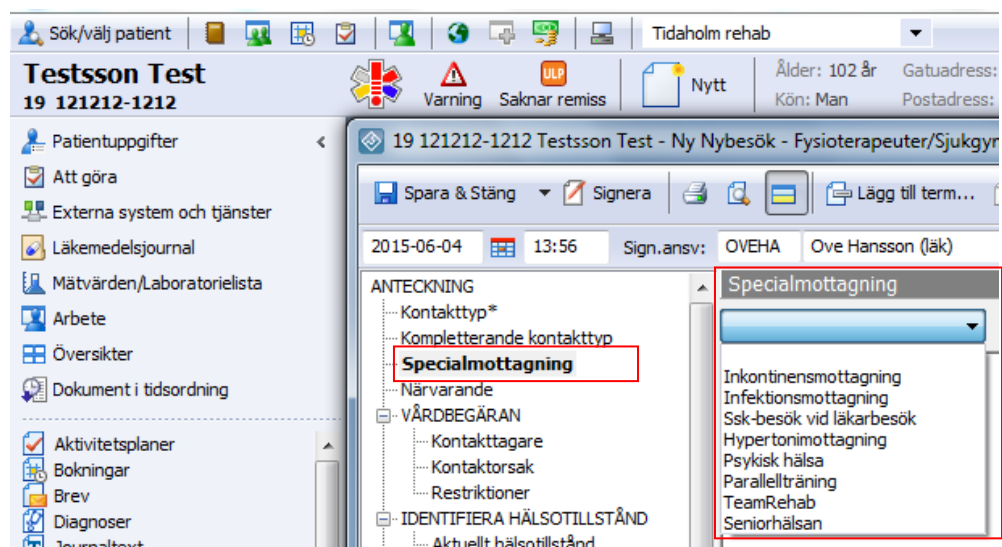 Sök/välj patient
Tidaholm rehab
Testsson Test
19 121212-1212
Varning
ULP
Saknar remiss
Nytt
Ålder: 102 år
Kön: Man
Gatuadress:
Postadress:
Patientuppgifter
Att göra
Externa system och tjänster
Läkemedelsjournal
Mätvärden/Laboratorielista
Arbete
Översikter
Dokument i tidsordning
Aktivitetsplaner
Bokningar
Brev
Diagnoser
Journaltext
19 121212-1212 Testsson Test - Ny Nybesök - Fysioterapeuter/Sjukgyr
Spara & Stäng
Signera
Lägg till term...
2015-06-04
13:56
Sign.ansv:
OVEHA
Ove Hansson (läk)
ANTECKNING
Kontakttyp*
Kompletterande kontakttyp
Specialmottagning
Närvarande
VÅRDBEGÄRAN
Kontakttagare
Kontaktorsak
Restriktioner
IDENTIFIERA HÄLSOTILLSTÅND
Aktuellt hälsotillstånd
Specialmottagning
Inkontinensmottagning
Infektionsmottagning
Ssk-besök vid läkarbesök
Hypertonimottagning
Psykisk hälsa
Parallellträning
TeamRehab
Seniorhälsan